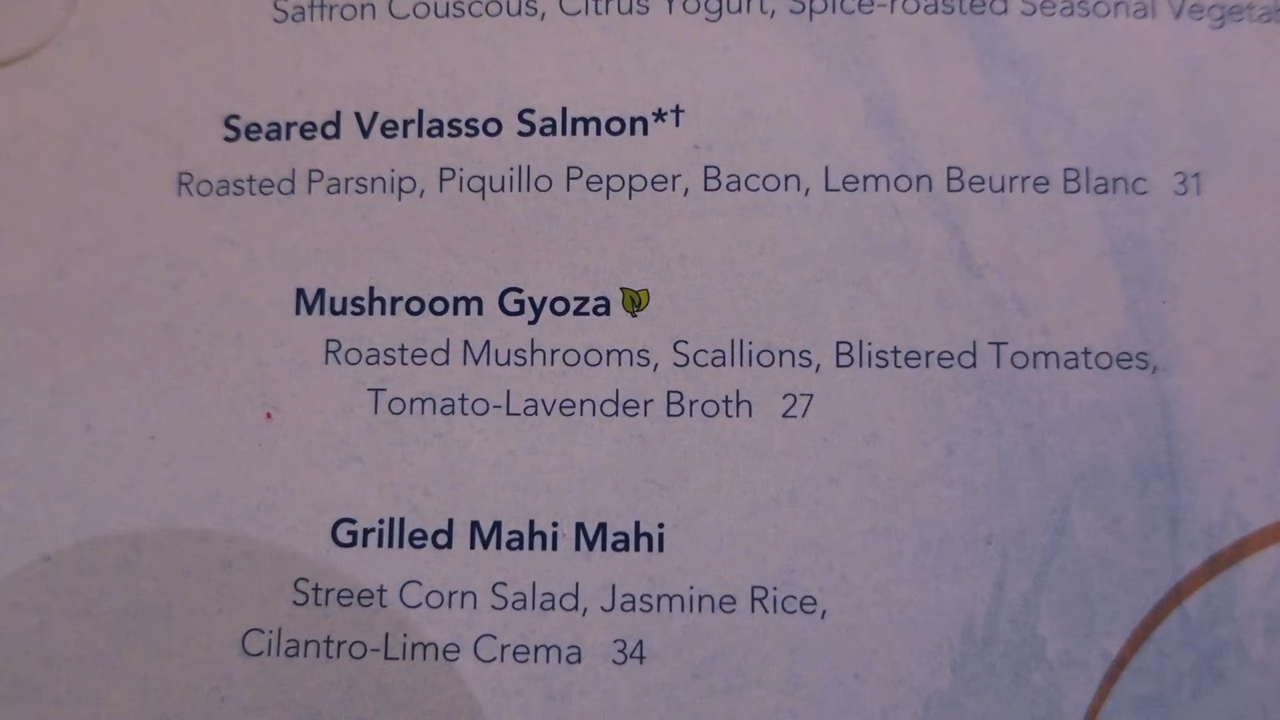 Saffron Couscous, Citrus Yogurt, Spice-roasted Seasonal
Seared Verlasso Salmon*†
Roasted Parsnip, Piquillo Pepper, Bacon, Lemon Beurre Blanc 31
Mushroom Gyoza
Roasted Mushrooms, Scallions, Blistered Tomatoes,
Tomato-Lavender Broth 27
Grilled Mahi Mahi
Street Corn Salad, Jasmine Rice,
Cilantro-Lime Crema 34